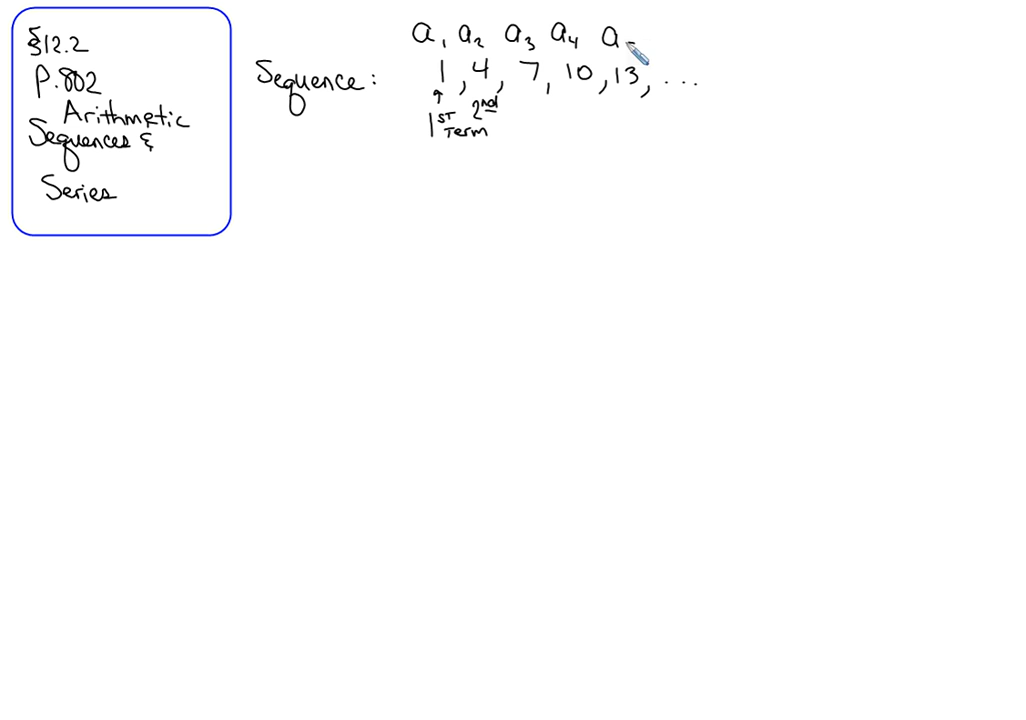 §12.2
P.802
Arithmetic
Sequences &
Series
a1 a2 a3 a4 a
Sequence: 1, 4, 7, 10, 13, ...
1ST Term 2nd